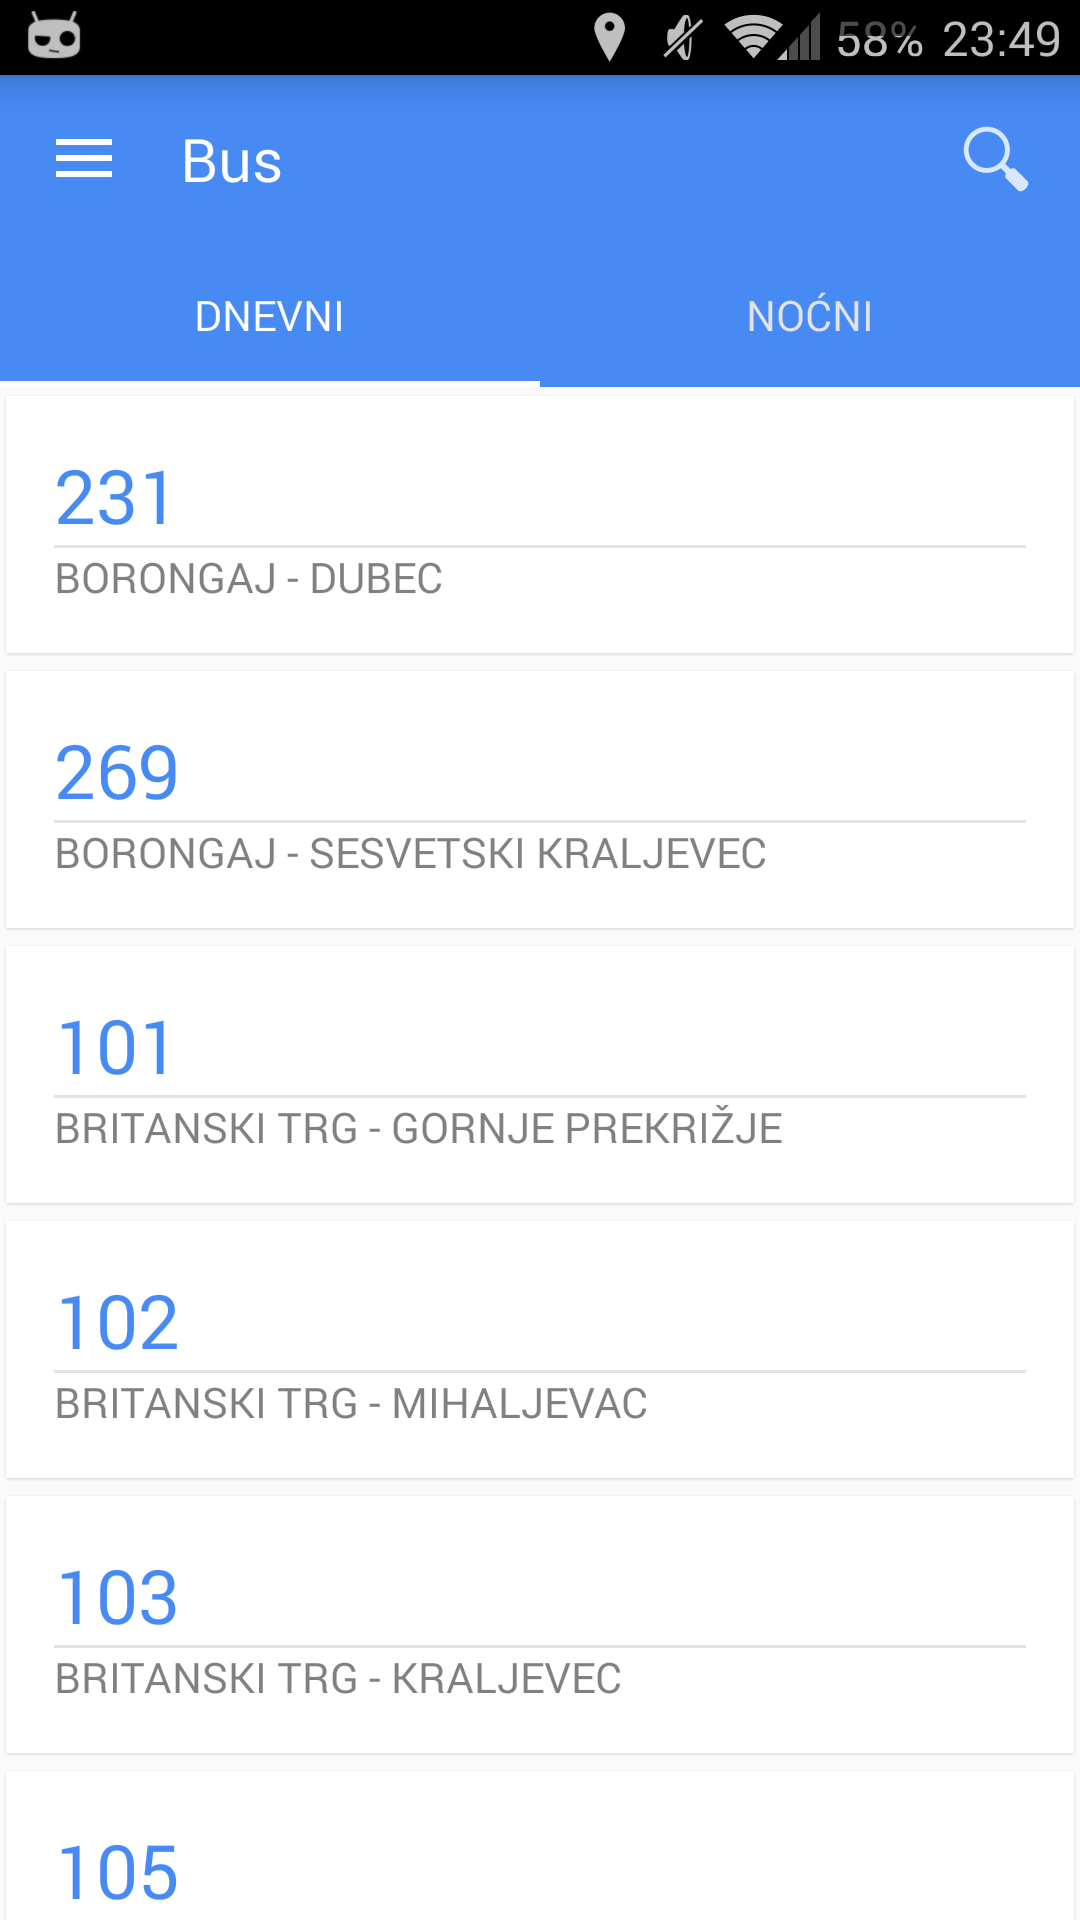 58% 23:49
Bus
DNEVNI NOĆNI
231
BORONGAJ - DUBEC
269
BORONGAJ - SESVETSKI KRALJEVEC
101
BRITANSKI TRG - GORNJE PREKRIŽJE
102
BRITANSKI TRG - MIHALJEVAC
103
BRITANSKI TRG - KRALJEVEC
105